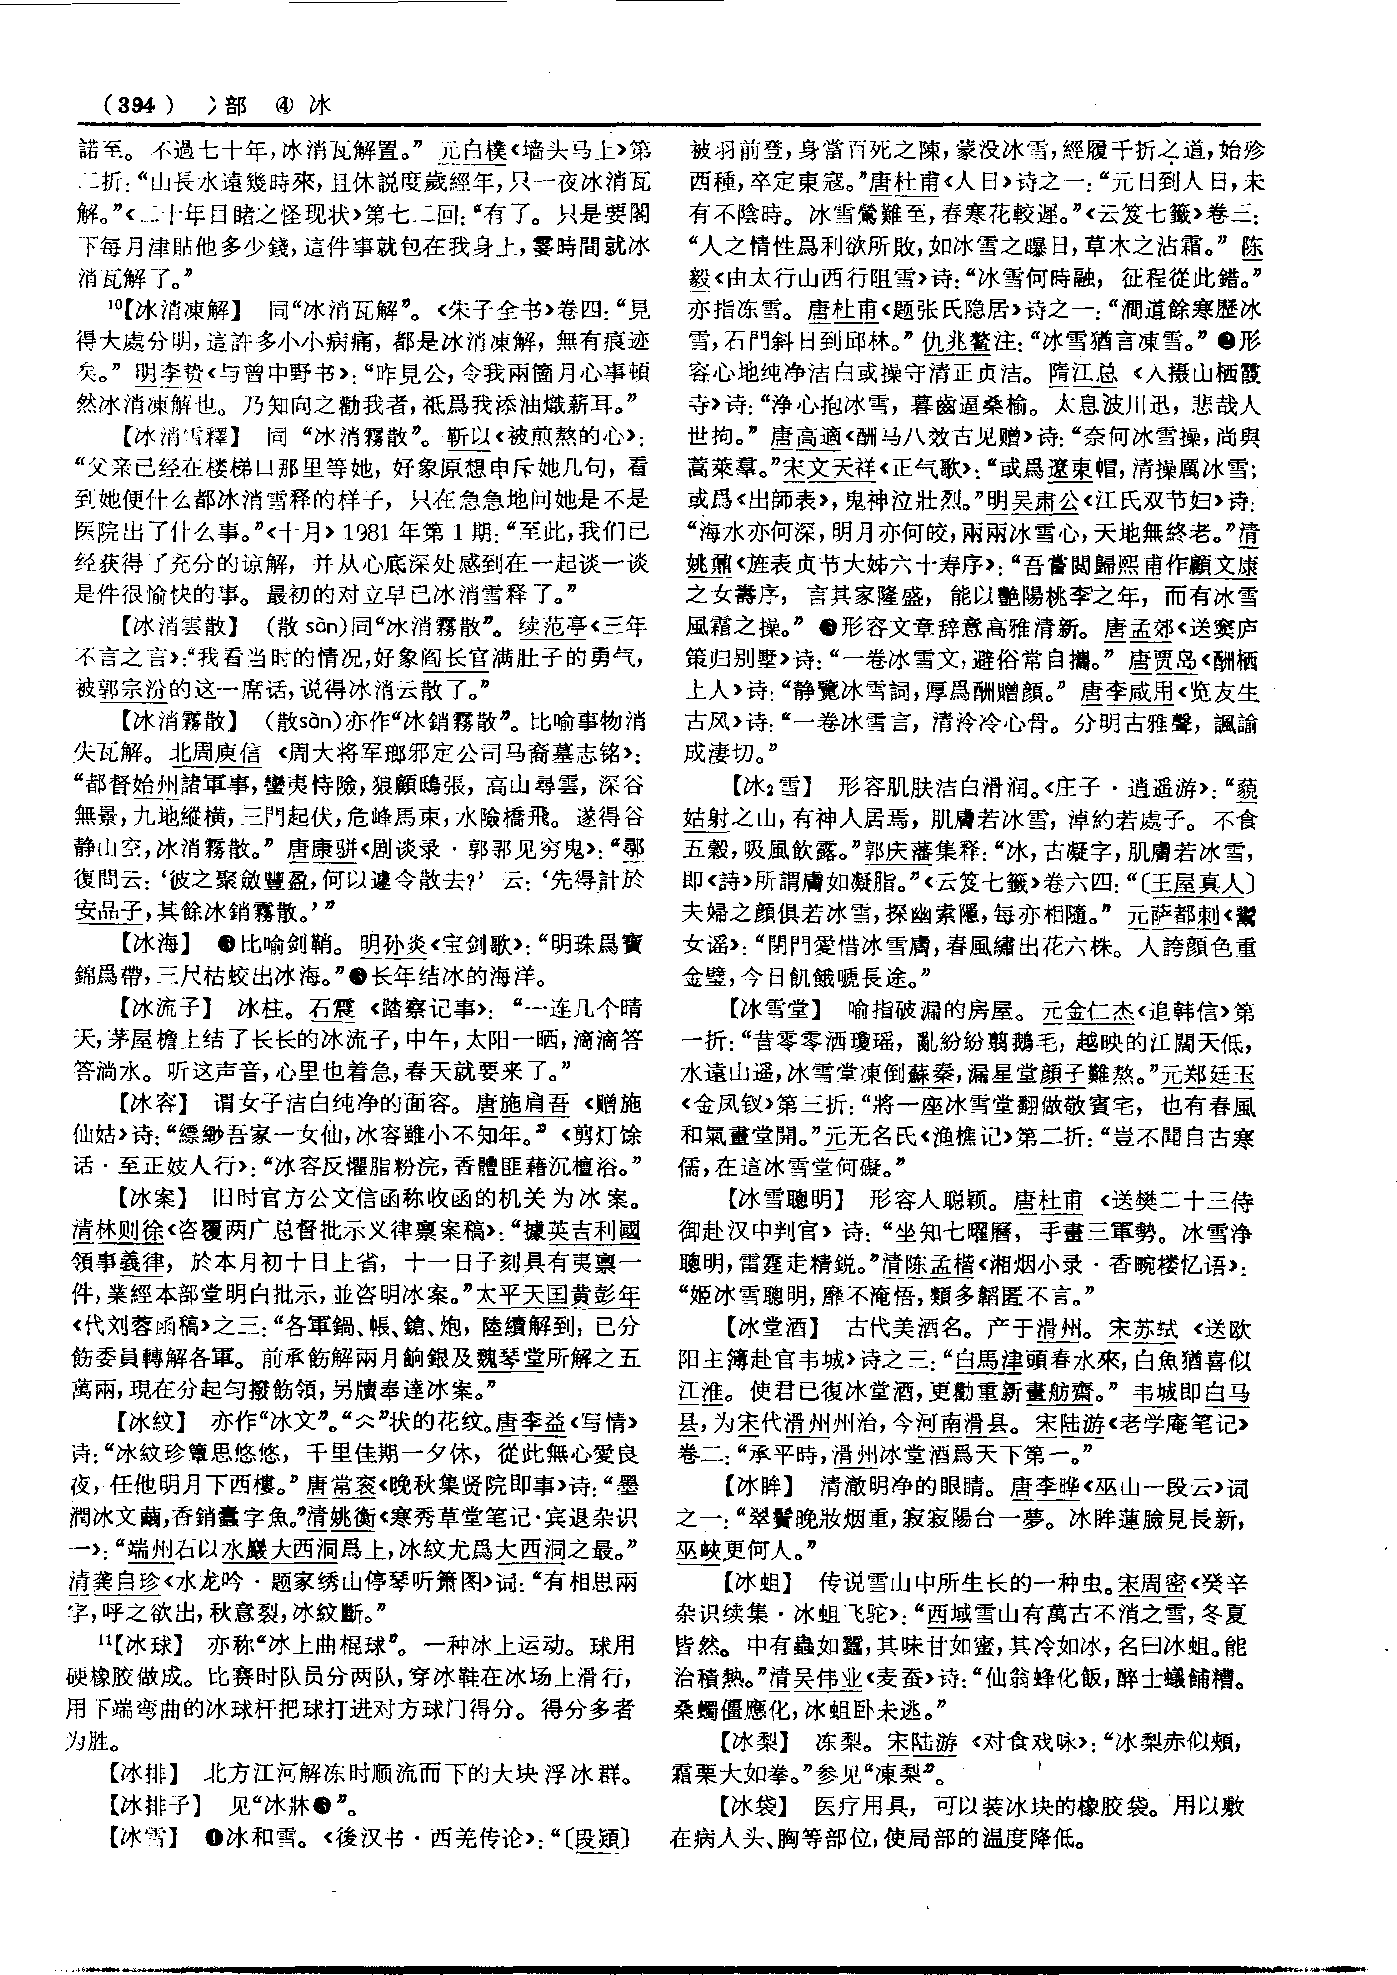 (394) 冫部 ④ 冰
諾至。不過七十年，冰消瓦解置。”元白樸《墙头马上》第
二折：“山長水遠幾時來，且休説度歲經年，只一夜冰消瓦
解。”《二十年目睹之怪现状》第七二回：“有了。只是要閣
下每月津貼他多少錢，這件事就包在我身上，霎時間就冰
消瓦解了。”
¹⁰【冰消凍解】 同“冰消瓦解”。《朱子全书》卷四：“見
得大處分明，這許多小小病痛，都是冰消凍解，無有痕迹
矣。”明李贽《与曾中野书》：“昨見公，令我兩箇月心事頓
然冰消凍解也。乃知向之勸我者，祇爲我添油熾薪耳。”
【冰消雪釋】 同“冰消霧散”。靳以《被煎熬的心》：
“父亲已经在楼梯口那里等她，好象原想申斥她几句，看
到她便什么都冰消雪释的样子，只在急急地问她是不是
医院出了什么事。”《十月》1981年第1期：“至此，我们已
经获得了充分的谅解，并从心底深处感到在一起谈一谈
是件很愉快的事。最初的对立早已冰消雪释了。”
【冰消雲散】 (散 sàn)同“冰消霧散”。续范亭《三年
不言之言》：“我看当时的情况，好象阎长官满肚子的勇气，
被郭宗汾的这一席话，说得冰消云散了。”
【冰消霧散】 (散sàn)亦作“冰銷霧散”。比喻事物消
失瓦解。北周庾信《周大将军瑯邪定公司马裔墓志铭》：
“都督始州諸軍事，蠻夷恃險，狼顧鴟張，高山尋雲，深谷
無景，九地縱橫，三門起伏，危峰馬束，水險橋飛。遂得谷
静山空，冰消霧散。”唐康骈《剧谈录·郭鄩见穷鬼》：“鄩
復問云：‘彼之聚斂豐盈，何以遽令散去？’云：‘先得計於
安品子，其餘冰銷霧散。’”
【冰海】 ❶比喻剑鞘。明孙炎《宝剑歌》：“明珠爲寶
錦爲帶，三尺枯蛟出冰海。”❷长年结冰的海洋。
【冰流子】 冰柱。石震《踏察记事》：“一连几个晴
天，茅屋檐上结了长长的冰流子，中午，太阳一晒，滴滴答
答淌水。听这声音，心里也着急，春天就要来了。”
【冰容】 谓女子洁白纯净的面容。唐施肩吾《赠施
仙姑》诗：“縹緲吾家一女仙，冰容雖小不知年。”《剪灯馀
话·至正妓人行》：“冰容反懼脂粉浣，香體匪藉沉檀浴。”
【冰案】 旧时官方公文信函称收函的机关为冰案。
清林则徐《咨覆两广总督批示义律禀案稿》：“據英吉利國
領事義律，於本月初十日上省，十一日子刻具有夷禀一
件，業經本部堂明白批示，並咨明冰案。”太平天囯黄彭年
《代刘蓉函稿》之三：“各軍鍋、帳、鎗、炮，陸續解到，已分
飭委員轉解各軍。前承飭解兩月餉銀及魏琴堂所解之五
萬兩，現在分起勻撥飭領，另牘奉達冰案。”
【冰紋】 亦作“冰文”。“仌”状的花纹。唐李益《写情》
诗：“冰紋珍簟思悠悠，千里佳期一夕休，從此無心愛良
夜，任他明月下西樓。”唐常衮《晚秋集贤院即事》诗：“墨
潤冰文繭，香銷蠹字魚。”清姚衡《寒秀草堂笔记·宾退杂识
一》：“端州石以水巖大西洞爲上，冰紋尤爲大西洞之最。”
清龚自珍《水龙吟·题家绣山停琴听箫图》词：“有相思兩
字，呼之欲出，秋意裂，冰紋斷。”
¹¹【冰球】 亦称“冰上曲棍球”。一种冰上运动。球用
硬橡胶做成。比赛时队员分两队，穿冰鞋在冰场上滑行，
用下端弯曲的冰球杆把球打进对方球门得分。得分多者
为胜。
【冰排】 北方江河解冻时顺流而下的大块浮冰群。
【冰排子】 见“冰牀❸”。
【冰雪】 ❶冰和雪。《後汉书·西羌传论》：“〔段熲〕
被羽前登，身當百死之陳，蒙没冰雪，經履千折之道，始殄
西種，卒定東寇。”唐杜甫《人日》诗之一：“元日到人日，未
有不陰時。冰雪鶯難至，春寒花較遲。”《云笈七籤》卷三：
“人之情性爲利欲所敗，如冰雪之曝日，草木之沾霜。”陈
毅《由太行山西行阻雪》诗：“冰雪何時融，征程從此錯。”
亦指冻雪。唐杜甫《题张氏隐居》诗之一：“澗道餘寒歷冰
雪，石門斜日到邱林。”仇兆鳌注：“冰雪猶言凍雪。”❷形
容心地纯净洁白或操守清正贞洁。隋江总《入摄山栖霞
寺》诗：“浄心抱冰雪，暮齒逼桑榆。太息波川迅，悲哉人
世拘。”唐高適《酬马八效古见赠》诗：“奈何冰雪操，尚與
蒿萊羣。”宋文天祥《正气歌》：“或爲遼東帽，清操厲冰雪；
或爲《出師表》，鬼神泣壯烈。”明吴肃公《江氏双节妇》诗：
“海水亦何深，明月亦何皎，兩兩冰雪心，天地無終老。”清
姚鼐《旌表贞节大姊六十寿序》：“吾嘗閲歸熙甫作顧文康
之女壽序，言其家隆盛，能以艷陽桃李之年，而有冰雪
風霜之操。”❸形容文章辞意高雅清新。唐孟郊《送窦庐
策归别墅》诗：“一卷冰雪文，避俗常自攜。”唐贾岛《酬栖
上人》诗：“静覽冰雪詞，厚爲酬贈顔。”唐李咸用《览友生
古风》诗：“一卷冰雪言，清泠冷心骨。分明古雅聲，諷諭
成淒切。”
【冰₂雪】 形容肌肤洁白滑润。《庄子·逍遥游》：“藐
姑射之山，有神人居焉，肌膚若冰雪，淖約若處子。不食
五穀，吸風飲露。”郭庆藩集释：“冰，古凝字，肌膚若冰雪，
即《詩》所謂膚如凝脂。”《云笈七籤》卷六四：“〔王屋真人〕
夫婦之顔俱若冰雪，探幽索隱，每亦相隨。”元萨都剌《鬻
女谣》：“閉門愛惜冰雪膚，春風繡出花六株。人誇顔色重
金璧，今日飢餓嗁長途。”
【冰雪堂】 喻指破漏的房屋。元金仁杰《追韩信》第
一折：“昔零零洒瓊瑶，亂紛紛剪鵝毛，越映的江闊天低，
水遠山遥，冰雪堂凍倒蘇秦，漏星堂顔子難熬。”元郑廷玉
《金凤钗》第三折：“將一座冰雪堂翻做敬賓宅，也有春風
和氣畫堂開。”元无名氏《渔樵记》第二折：“豈不聞自古寒
儒，在這冰雪堂何礙。”
【冰雪聰明】 形容人聪颖。唐杜甫《送樊二十三侍
御赴汉中判官》诗：“坐知七曜曆，手畫三軍勢。冰雪净
聰明，雷霆走精鋭。”清陈孟楷《湘烟小录·香畹楼忆语》：
“姬冰雪聰明，靡不淹悟，類多韜匿不言。”
【冰堂酒】 古代美酒名。产于滑州。宋苏轼《送欧
阳主簿赴官韦城》诗之三：“白馬津頭春水來，白魚猶喜似
江淮。使君已復冰堂酒，更勸重新畫舫齋。”韦城即白马
县，为宋代滑州州治，今河南滑县。宋陆游《老学庵笔记》
卷二：“承平時，滑州冰堂酒爲天下第一。”
【冰眸】 清澈明净的眼睛。唐李晔《巫山一段云》词
之一：“翠鬟晚妝烟重，寂寂陽台一夢。冰眸蓮臉見長新，
巫峽更何人。”
【冰蛆】 传说雪山中所生长的一种虫。宋周密《癸辛
杂识续集·冰蛆飞驼》：“西域雪山有萬古不消之雪，冬夏
皆然。中有蟲如蠶，其味甘如蜜，其冷如冰，名曰冰蛆。能
治積熱。”清吴伟业《麦蚕》诗：“仙翁蜂化飯，醉士蟻餔糟。
桑蠋僵應化，冰蛆卧未逃。”
【冰梨】 冻梨。宋陆游《对食戏咏》：“冰梨赤似頰，
霜栗大如拳。”参见“凍梨”。
【冰袋】 医疗用具，可以装冰块的橡胶袋。用以敷
在病人头、胸等部位，使局部的温度降低。